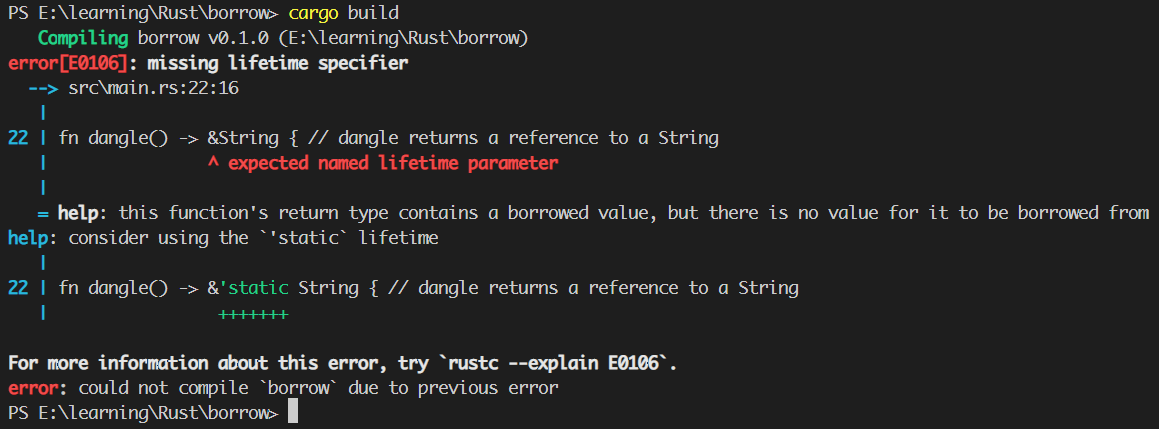 PS E:\learning\Rust\borrow> cargo build
   Compiling borrow v0.1.0 (E:\learning\Rust\borrow)
error[E0106]: missing lifetime specifier
  --> src\main.rs:22:16
   |
22 | fn dangle() -> &String { // dangle returns a reference to a String
   |                ^ expected named lifetime parameter
   |
   = help: this function's return type contains a borrowed value, but there is no value for it to be borrowed from
help: consider using the `'static` lifetime
   |
22 | fn dangle() -> &'static String { // dangle returns a reference to a String
   |                 +++++++

For more information about this error, try `rustc --explain E0106`.
error: could not compile `borrow` due to previous error
PS E:\learning\Rust\borrow>